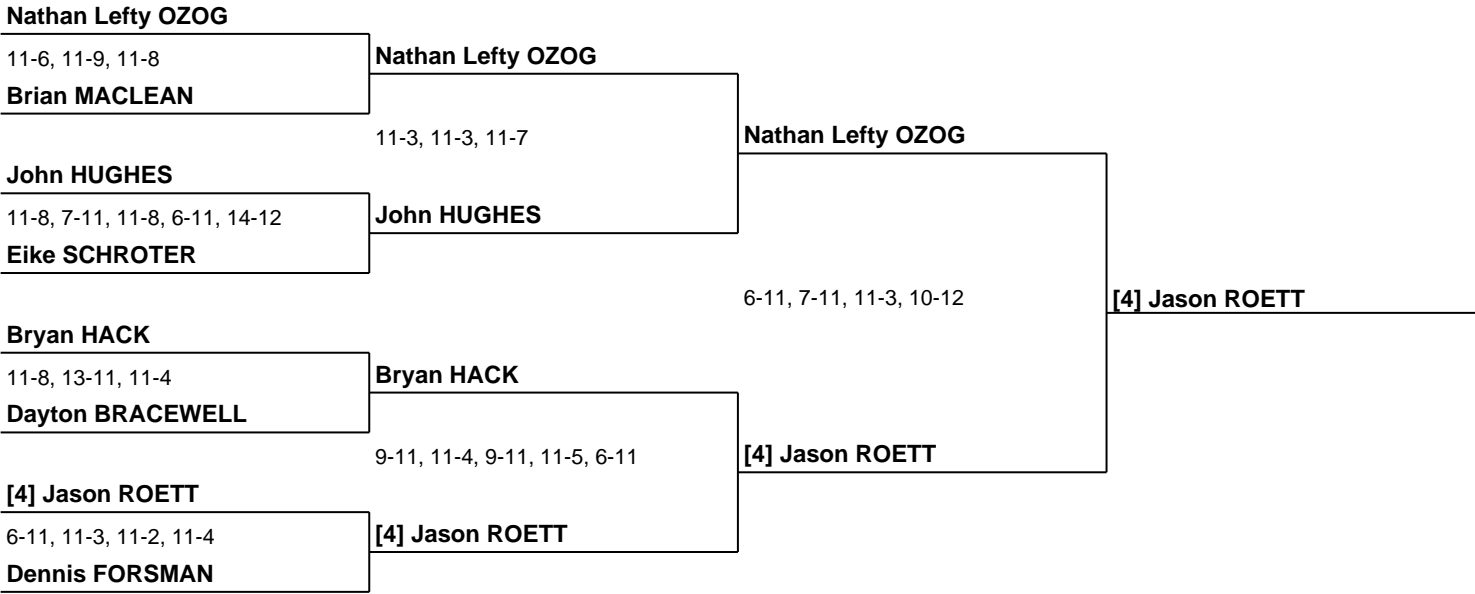 Nathan Lefty OZOG
11-6, 11-9, 11-8
Brian MACLEAN
John HUGHES
11-8, 7-11, 11-8, 6-11, 14-12
Eike SCHROTER
Bryan HACK
11-8, 13-11, 11-4
Dayton BRACEWELL
[4] Jason ROETT
6-11, 11-3, 11-2, 11-4
Dennis FORSMAN
Nathan Lefty OZOG
11-3, 11-3, 11-7
John HUGHES
Bryan HACK
9-11, 11-4, 9-11, 11-5, 6-11
[4] Jason ROETT
Nathan Lefty OZOG
6-11, 7-11, 11-3, 10-12
[4] Jason ROETT
[4] Jason ROETT